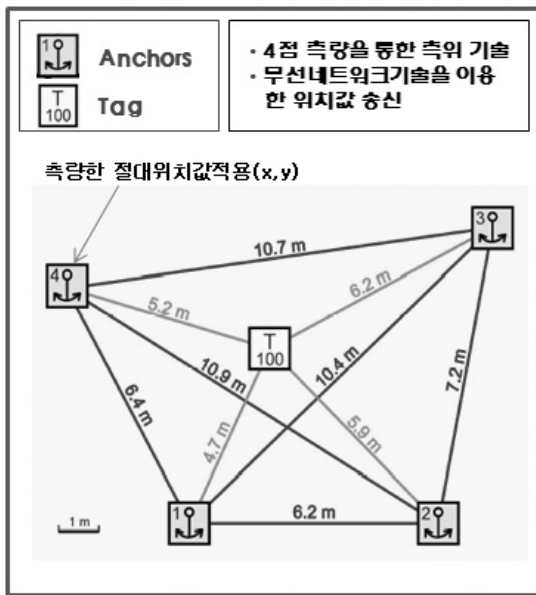 1 Anchors
T
100 Tag
· 4점 측량을 통한 측위 기술
· 무선네트워크기술을 이용
한 위치값 송신
측량한 절대위치값적용(x,y)
3
10.7 m
4
6.2 m
5.2 m
T
100
10.4 m
7.2 m
10.9 m
6.4 m
5.9 m
4.7 m
1 m
1
6.2 m
2